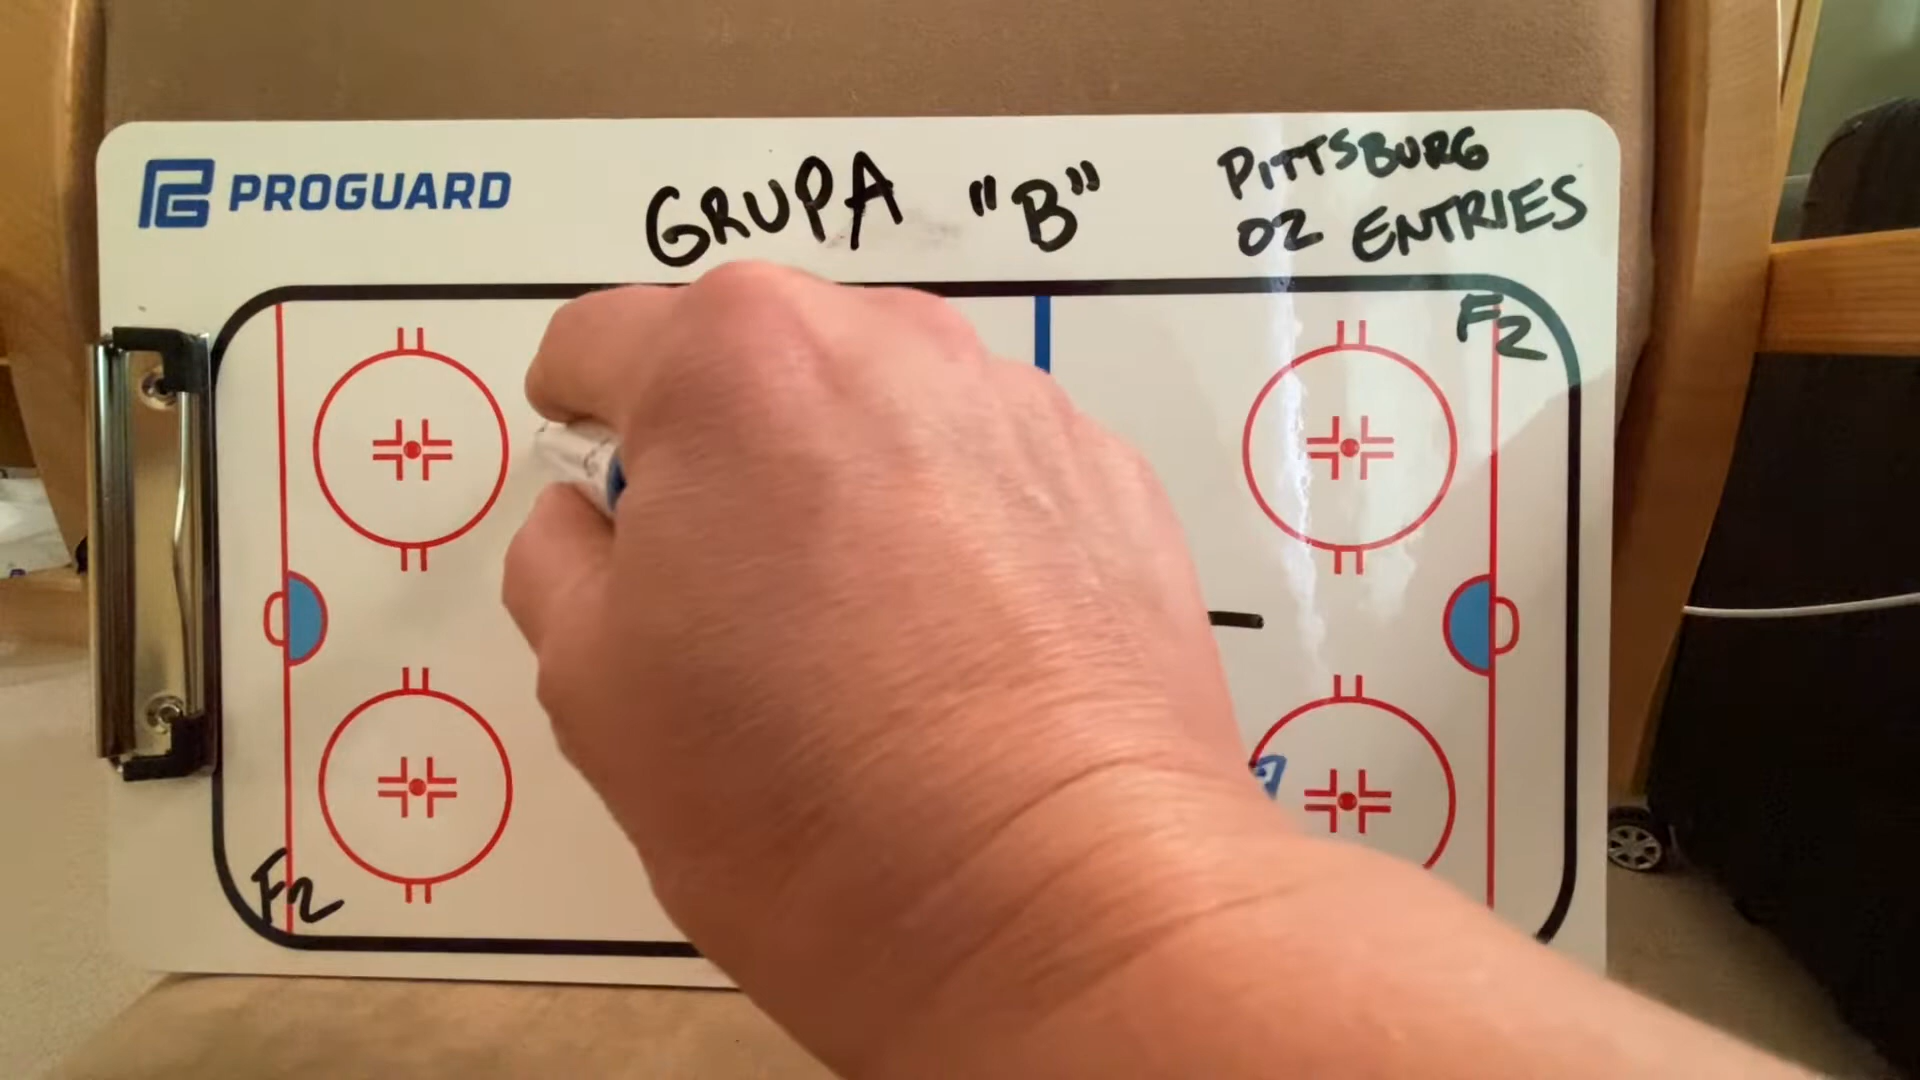 PROGUARD
GRUPA "B"
PITTSBURG
OZ ENTRIES
F2
F2